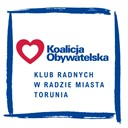 Koalicja
Obywatelska
KLUB RADNYCH
W RADZIE MIASTA
TORUNIA